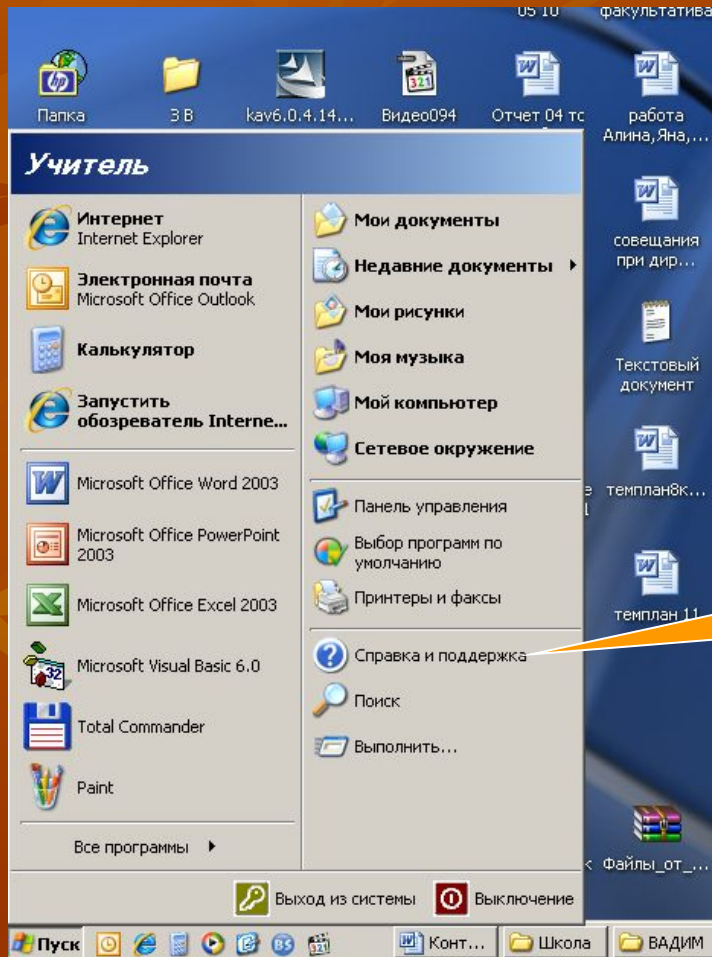 05 10 факультатива
Папка 3 В kav6.0.4.14... Видео094 Отчет 04 то работа
Алина,Яна,...
Учитель
Интернет
Internet Explorer
Электронная почта
Microsoft Office Outlook
Калькулятор
Запустить
обозреватель Interne...
Microsoft Office Word 2003
Microsoft Office PowerPoint
2003
Microsoft Office Excel 2003
Microsoft Visual Basic 6.0
Total Commander
Paint
Все программы
Мои документы
Недавние документы
Мои рисунки
Моя музыка
Мой компьютер
Сетевое окружение
Панель управления
Выбор программ по
умолчанию
Принтеры и факсы
Справка и поддержка
Поиск
Выполнить...
Выход из системы Выключение
совещания
при дир...
Текстовый
документ
темплан8к...
темплан 11
Файлы_от_...
Пуск Конт... Школа ВАДИМ